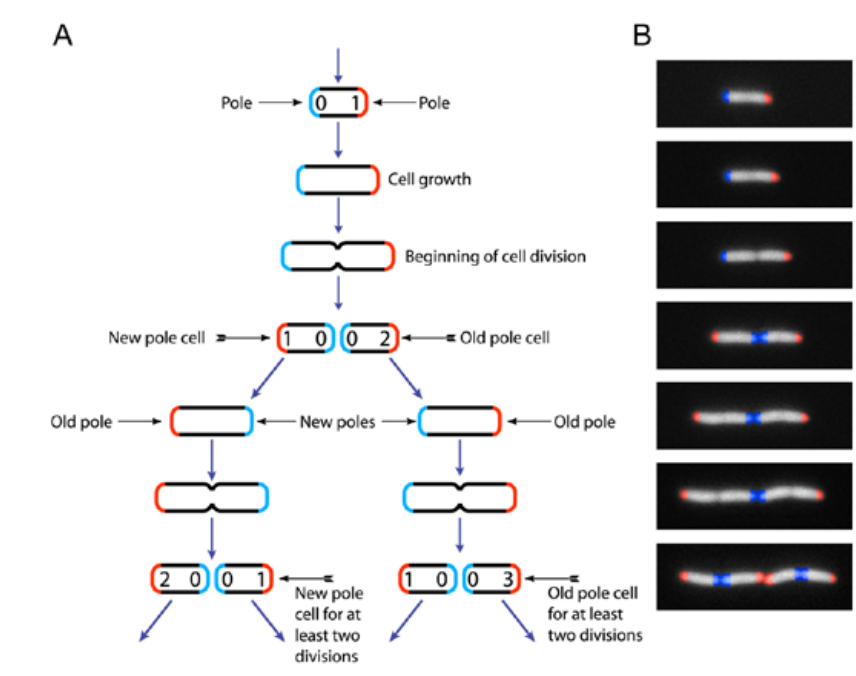 A
B
Pole
0 1
Pole
Cell growth
Beginning of cell division
New pole cell
1 0
0 2
Old pole cell
Old pole
New poles
Old pole
2 0
0 1
1 0
0 3
New pole
cell for at
least two
divisions
Old pole cell
for at least
two divisions